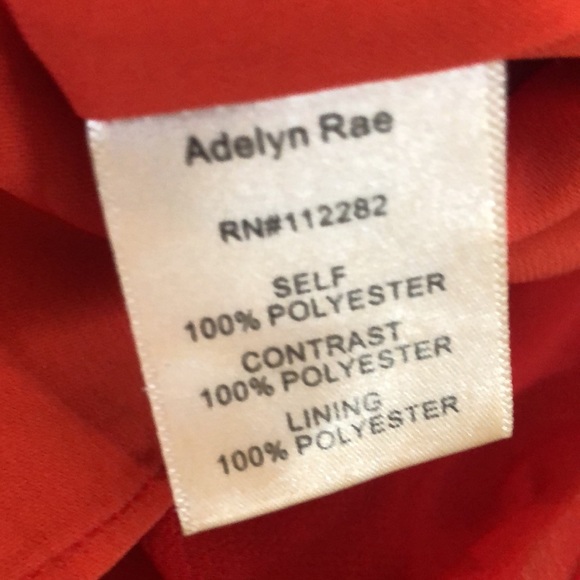 Adelyn Rae
RN#112282
SELF
100% POLYESTER
CONTRAST
100% POLYESTER
LINING
100% POLYESTER